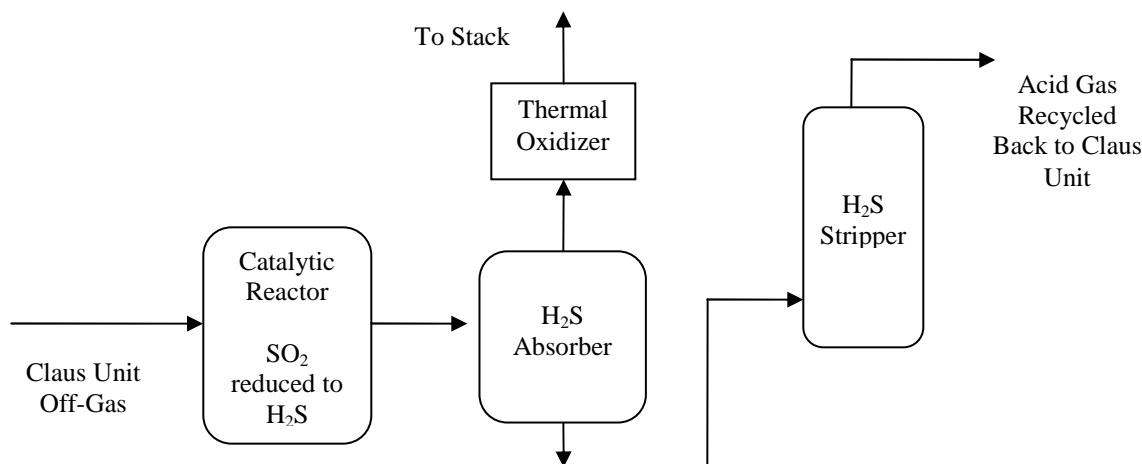 To Stack
Thermal
Oxidizer
Acid Gas
Recycled
Back to Claus
Unit
H₂S
Stripper
Catalytic
Reactor
SO₂
reduced to
H₂S
H₂S
Absorber
Claus Unit
Off-Gas